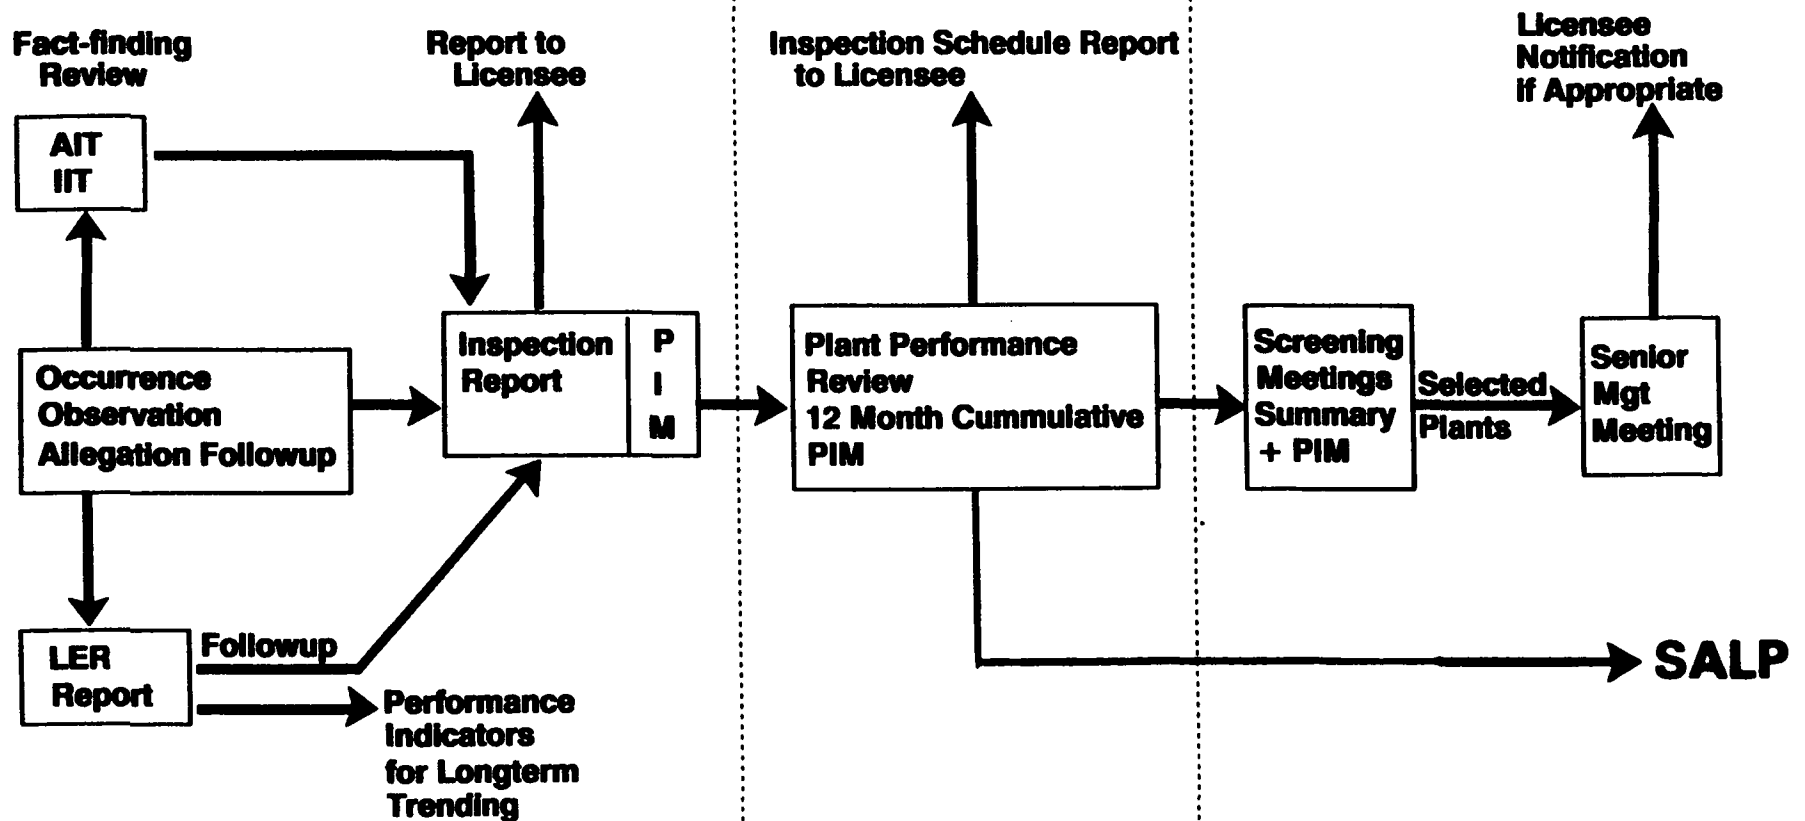 Fact-finding
Review
Report to
Licensee
Inspection Schedule Report
to Licensee
Licensee
Notification
if Appropriate
AIT
IIT
Occurrence
Observation
Allegation Followup
Inspection
Report
P
I
M
Plant Performance
Review
12 Month Cummulative
PIM
Screening
Meetings
Summary
+ PIM
Selected
Plants
Senior
Mgt
Meeting
LER
Report
Followup
Performance
Indicators
for Longterm
Trending
SALP